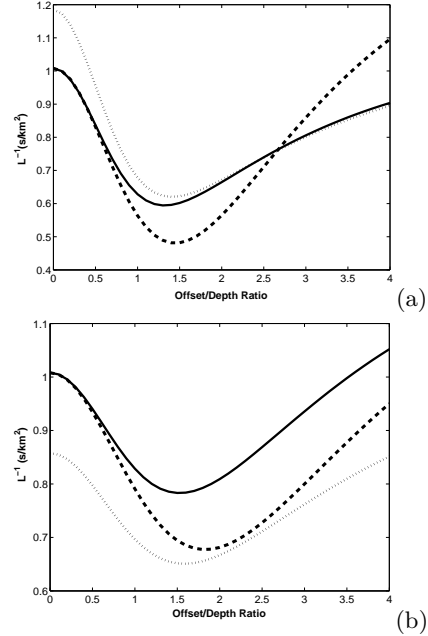 1.2
1.1
1
0.9
0.8
0.7
0.6
0.5
0.4
L⁻¹(s/km²)
0 0.5 1 1.5 2 2.5 3 3.5 4
Offset/Depth Ratio
(a)
1.1
1
0.9
0.8
0.7
0.6
L⁻¹ (s/km²)
0 0.5 1 1.5 2 2.5 3 3.5 4
Offset/Depth Ratio
(b)